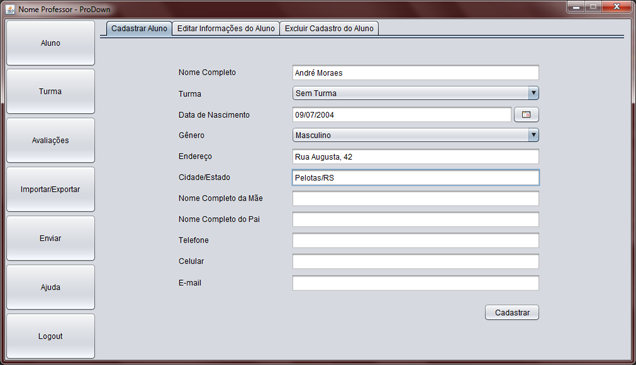 Nome Professor - ProDown
Aluno
Turma
Avaliações
Importar/Exportar
Enviar
Ajuda
Logout
Cadastrar Aluno Editar Informações do Aluno Excluir Cadastro do Aluno
Nome Completo André Moraes
Turma Sem Turma
Data de Nascimento 09/07/2004
Gênero Masculino
Endereço Rua Augusta, 42
Cidade/Estado Pelotas/RS
Nome Completo da Mãe
Nome Completo do Pai
Telefone
Celular
E-mail
Cadastrar